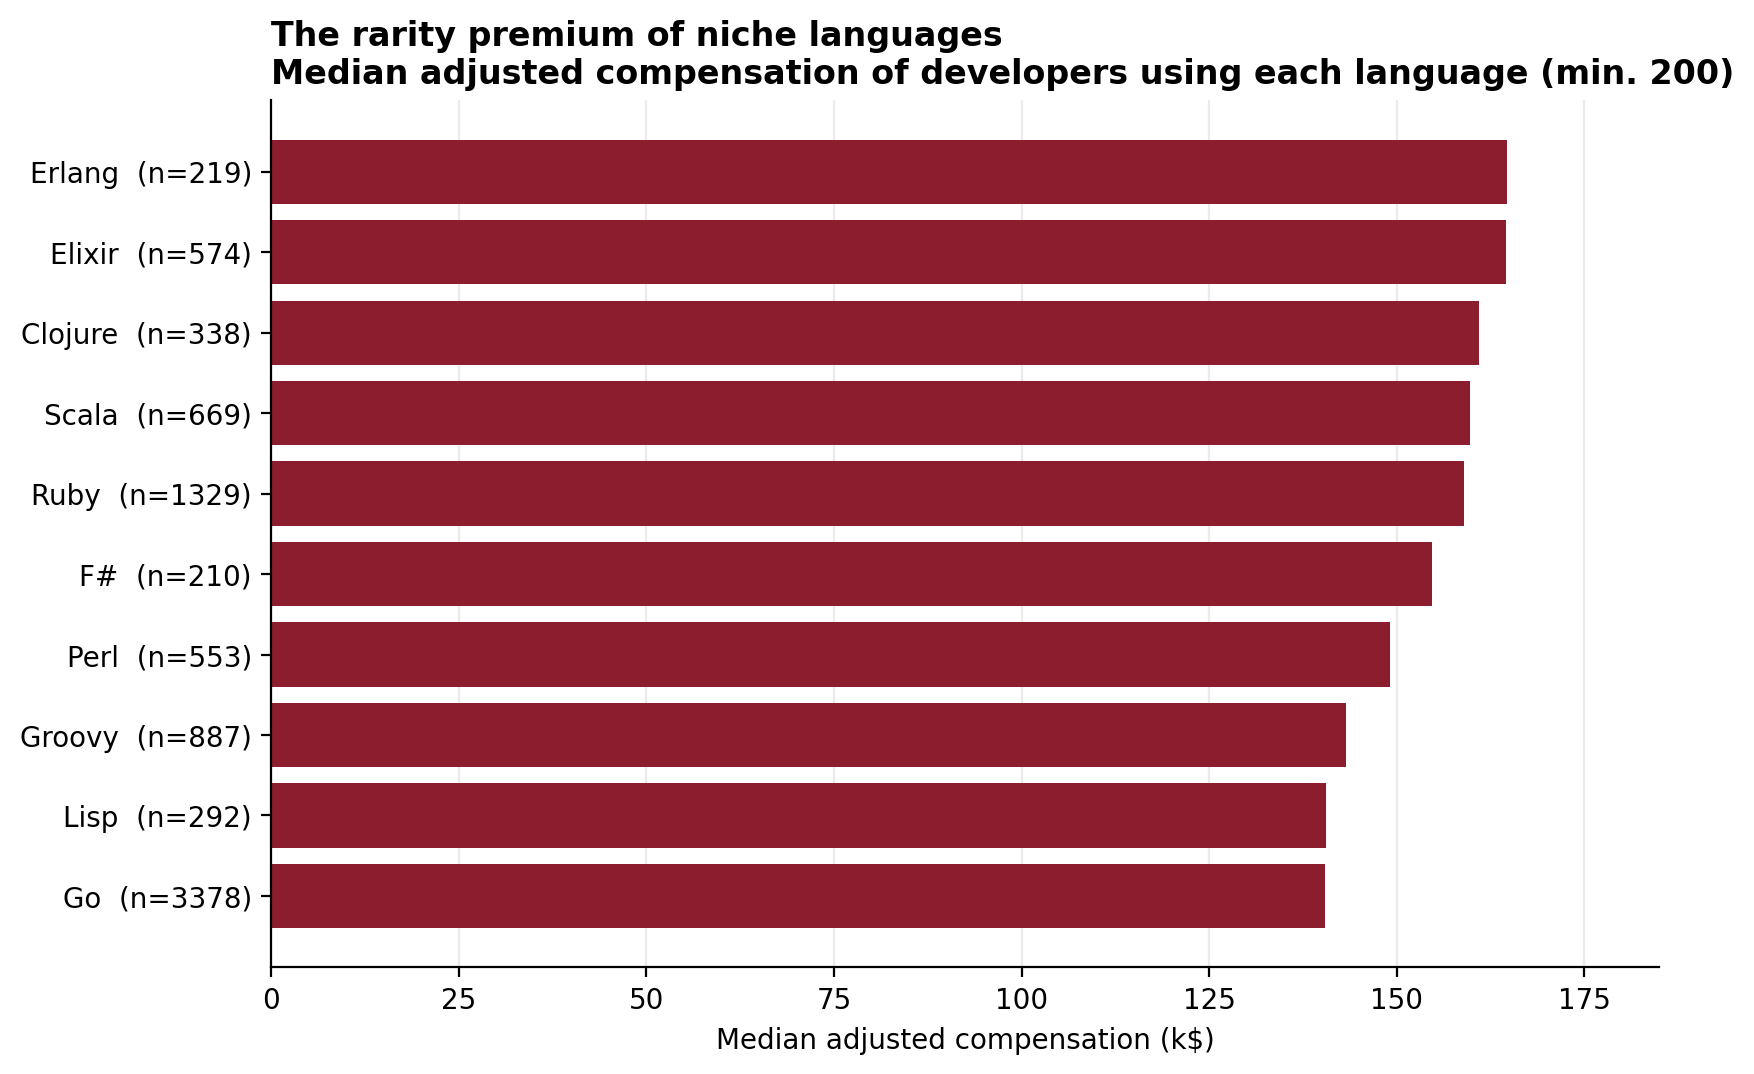 The rarity premium of niche languages
Median adjusted compensation of developers using each language (min. 200)
Erlang (n=219)
Elixir (n=574)
Clojure (n=338)
Scala (n=669)
Ruby (n=1329)
F# (n=210)
Perl (n=553)
Groovy (n=887)
Lisp (n=292)
Go (n=3378)
0 25 50 75 100 125 150 175
Median adjusted compensation (k$)